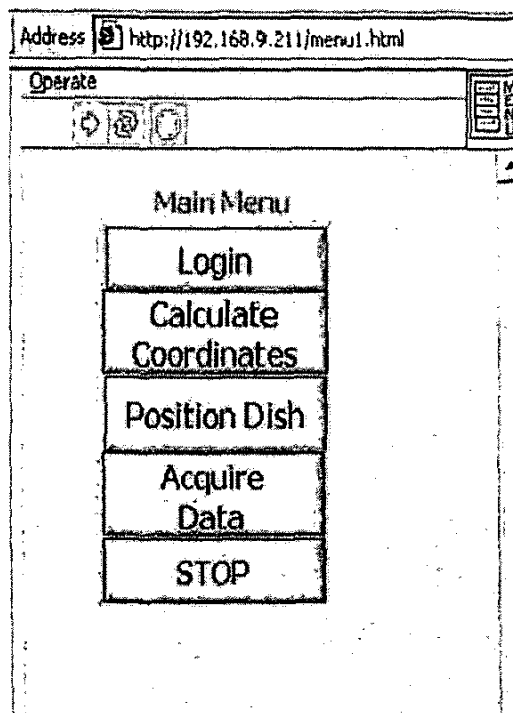 Address http://192.168.9.211/menu1.html
Operate
Main Menu
Login
Calculate
Coordinates
Position Dish
Acquire
Data
STOP